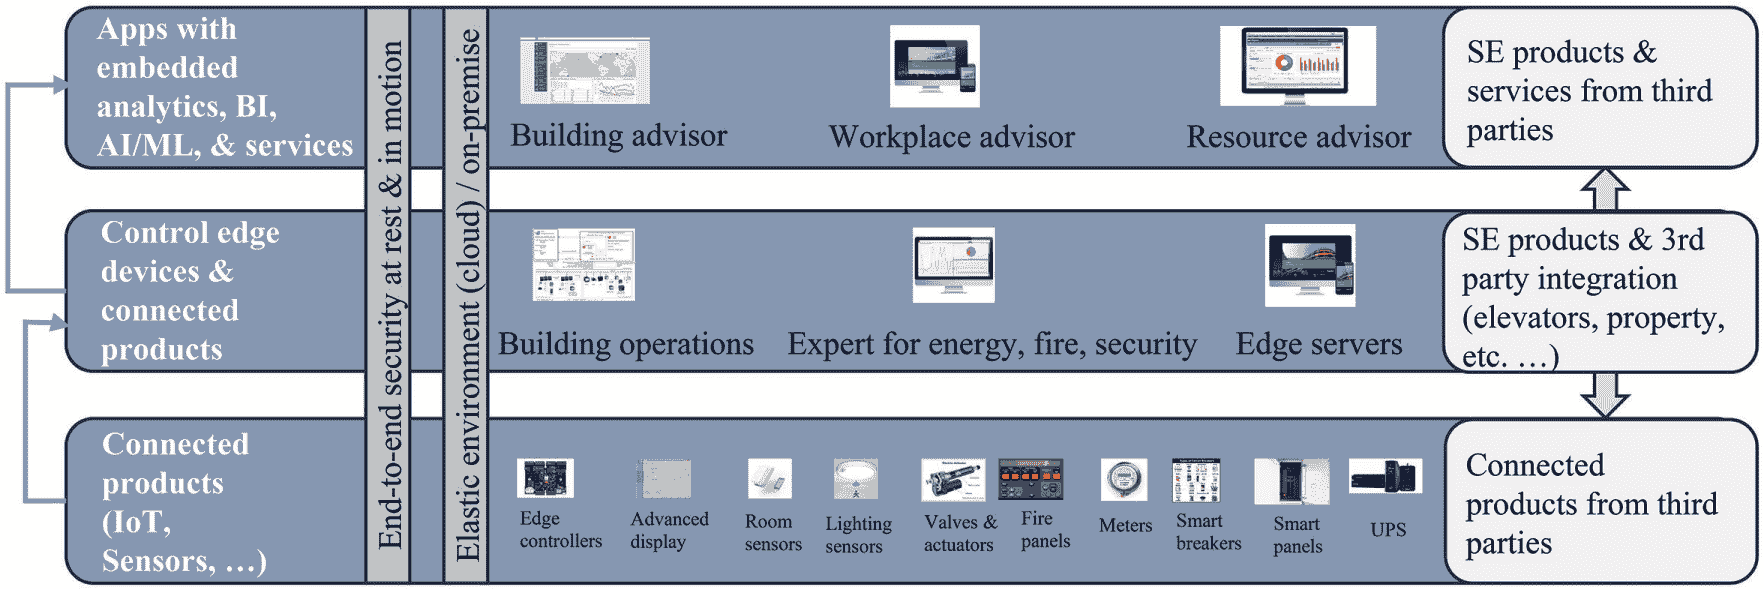 Apps with
embedded
analytics, BI,
AI/ML, & services
End-to-end security at rest & in motion
Elastic environment (cloud) / on-premise
Building advisor
Workplace advisor
Resource advisor
SE products &
services from third
parties
Control edge
devices &
connected
products
Building operations
Expert for energy, fire, security
Edge servers
SE products & 3rd
party integration
(elevators, property,
etc. …)
Connected
products
(IoT,
Sensors, …)
Edge
controllers
Advanced
display
Room
sensors
Lighting
sensors
Valves &
actuators
Fire
panels
Meters
Smart
breakers
Smart
panels
UPS
Connected
products from third
parties